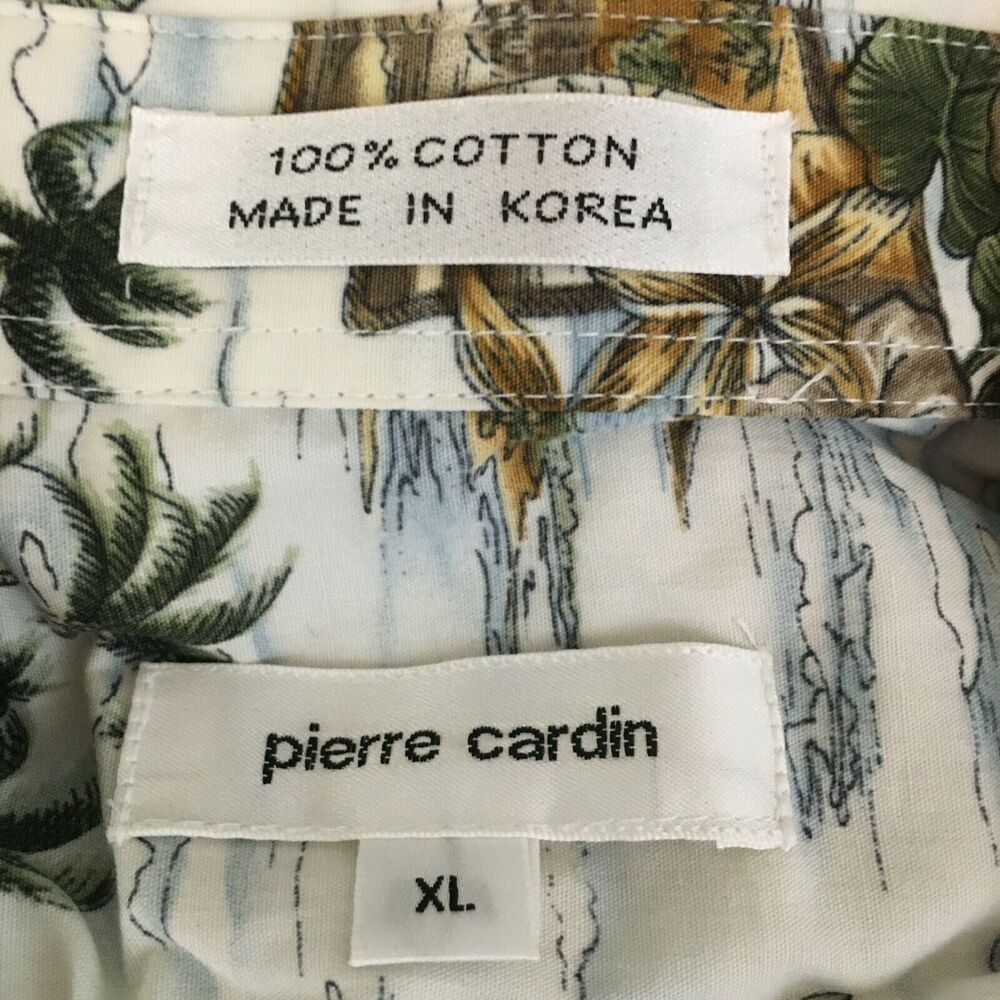 100% COTTON
MADE IN KOREA
pierre cardin
XL.